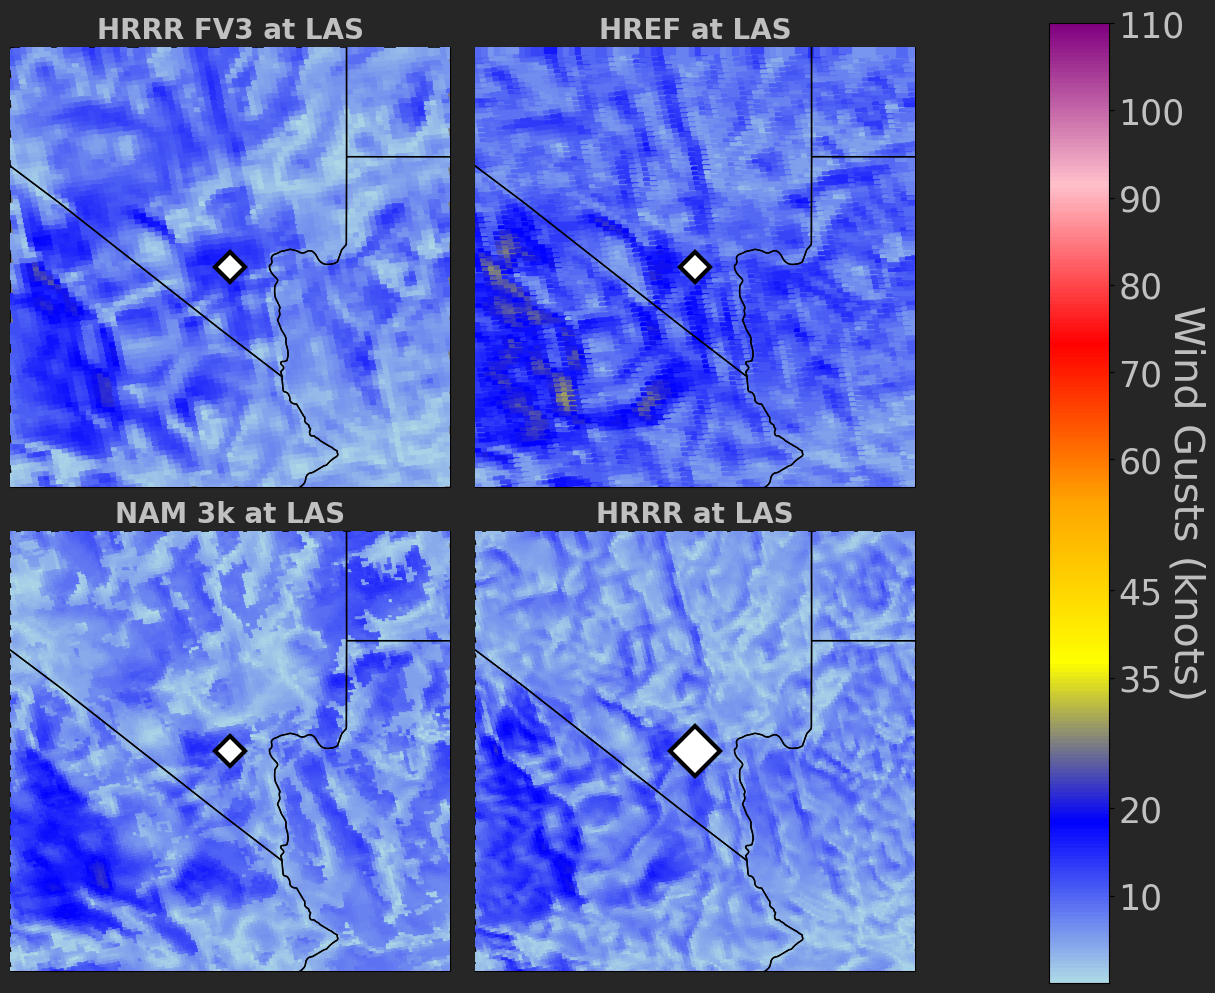 HRRR FV3 at LAS
HREF at LAS
NAM 3k at LAS
HRRR at LAS
110
100
90
80
70
60
45
35
20
10
Wind Gusts (knots)